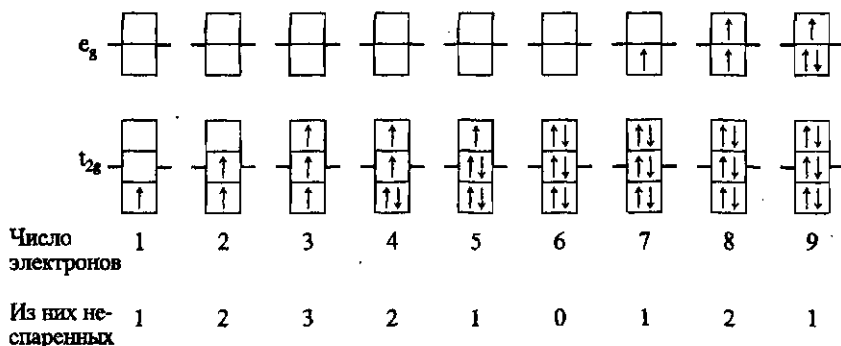 e_g
t_2g
Число электронов 1 2 3 4 5 6 7 8 9
Из них не-
спаренных 1 2 3 2 1 0 1 2 1